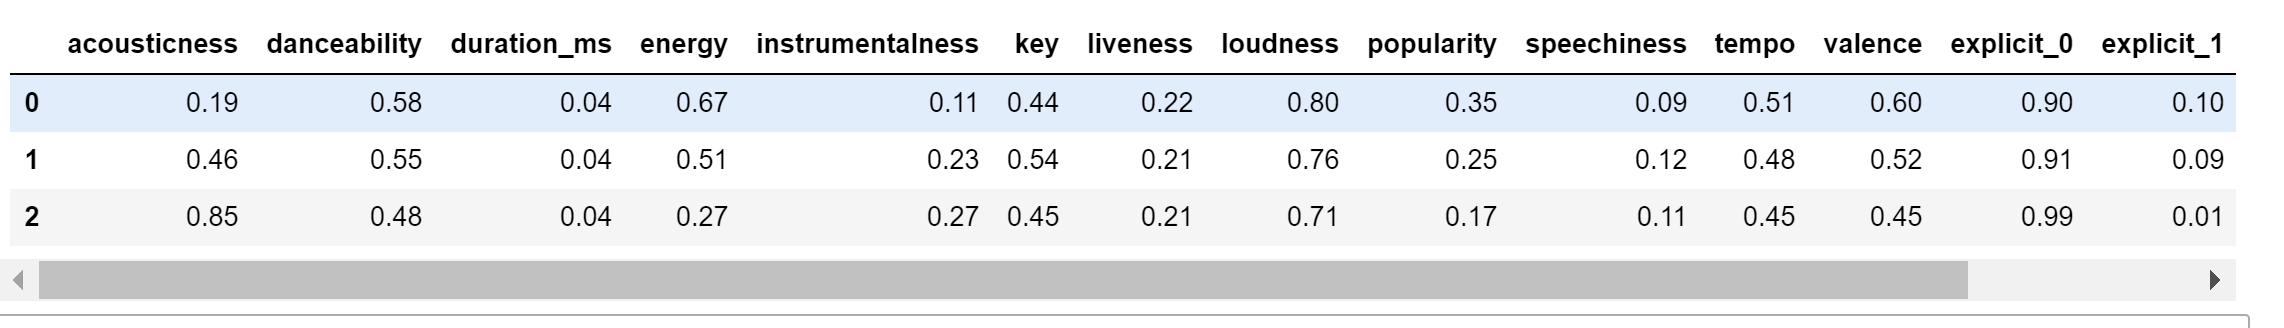 acousticness danceability duration_ms energy instrumentalness key liveness loudness popularity speechiness tempo valence explicit_0 explicit_1
0 0.19 0.58 0.04 0.67 0.11 0.44 0.22 0.80 0.35 0.09 0.51 0.60 0.90 0.10
1 0.46 0.55 0.04 0.51 0.23 0.54 0.21 0.76 0.25 0.12 0.48 0.52 0.91 0.09
2 0.85 0.48 0.04 0.27 0.27 0.45 0.21 0.71 0.17 0.11 0.45 0.45 0.99 0.01